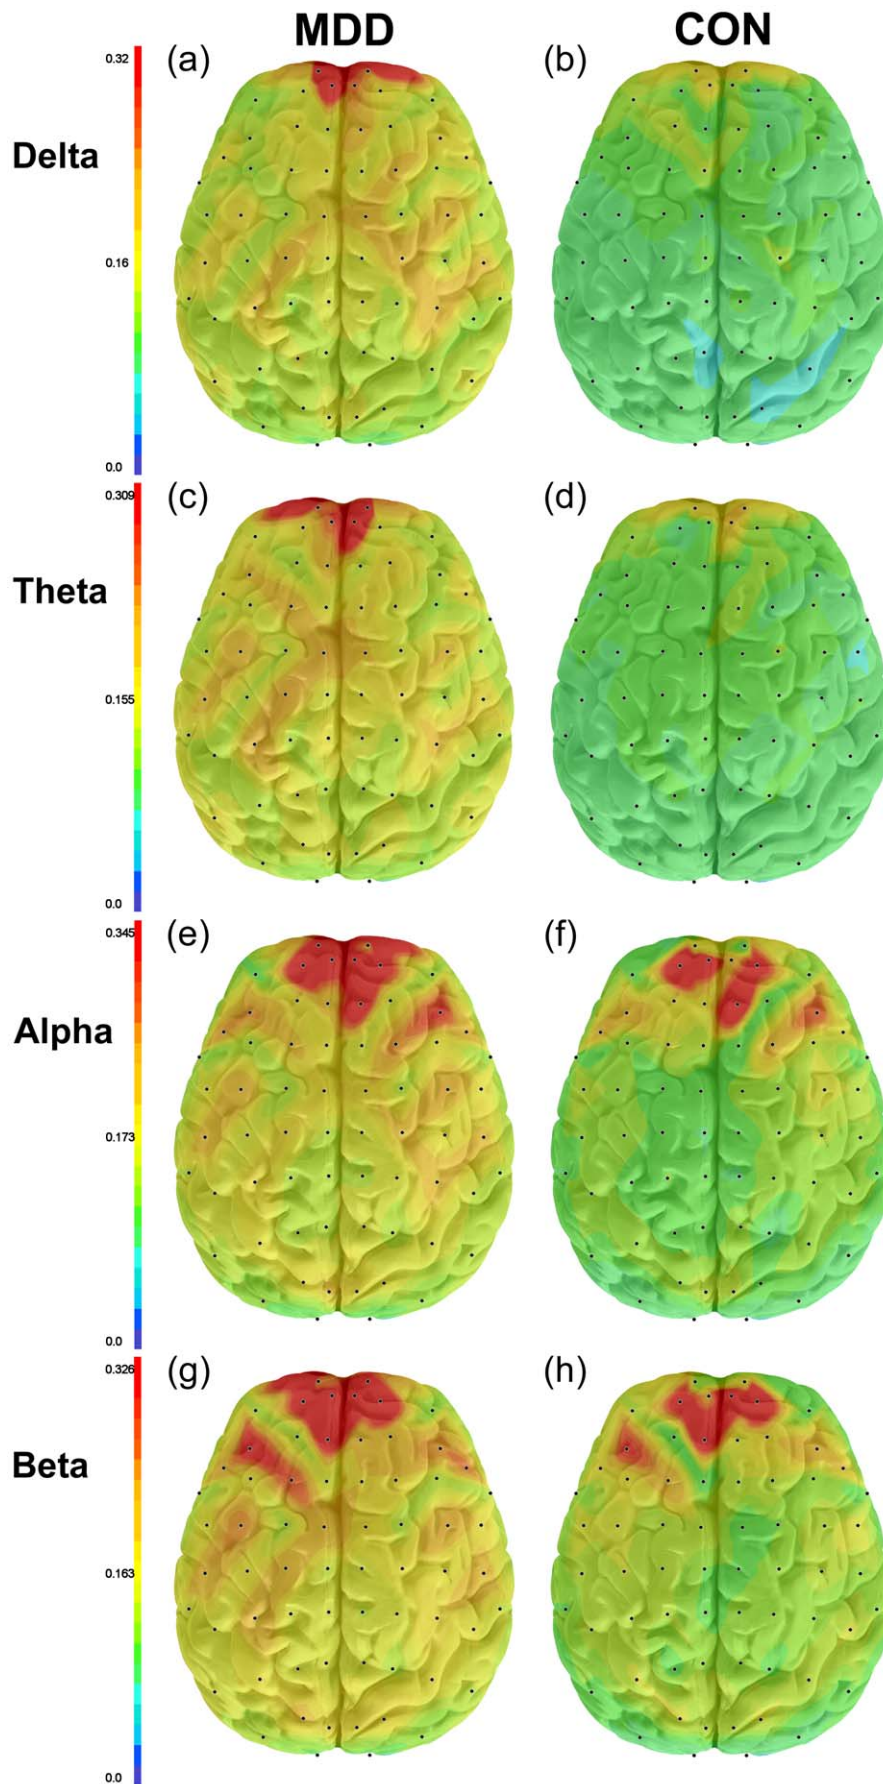 MDD CON
0.32 (a) (b)
Delta
0.16
0.0
0.309 (c) (d)
Theta
0.155
0.0
0.345 (e) (f)
Alpha
0.173
0.0
0.326 (g) (h)
Beta
0.163
0.0